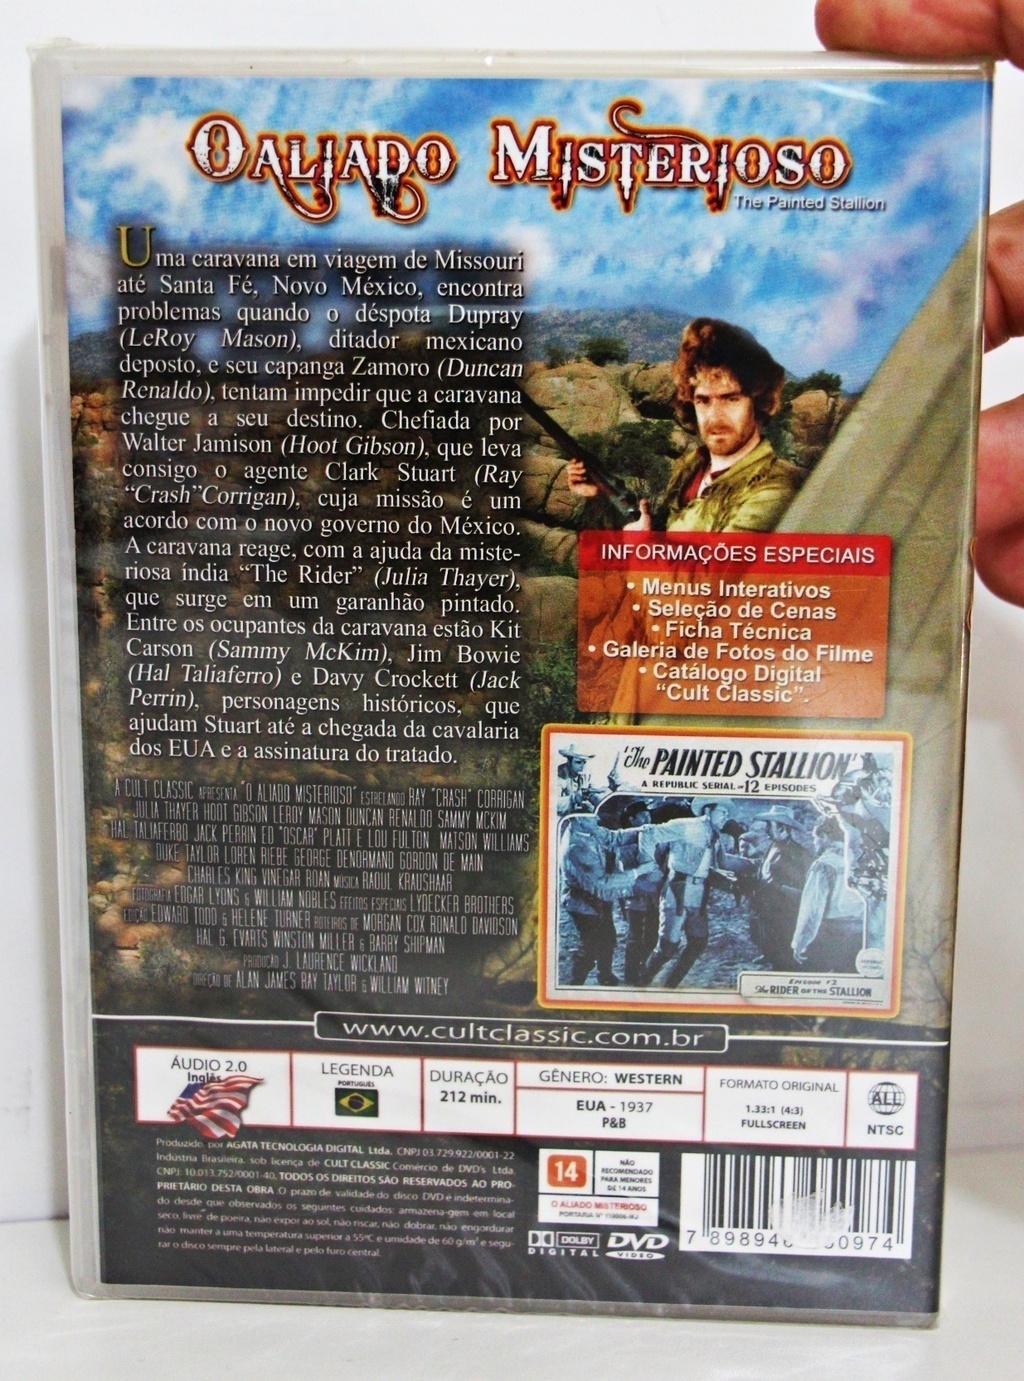 O ALIADO MISTERIOSO
The Painted Stallion
Uma caravana em viagem de Missouri
até Santa Fé, Novo México, encontra
problemas quando o déspota Dupray
(LeRoy Mason), ditador mexicano
deposto, e seu capanga Zamoro (Duncan
Renaldo), tentam impedir que a caravana
chegue a seu destino. Chefiada por
Walter Jamison (Hoot Gibson), que leva
consigo o agente Clark Stuart (Ray
“Crash”Corrigan), cuja missão é um
acordo com o novo governo do México.
A caravana reage, com a ajuda da miste-
riosa índia “The Rider” (Julia Thayer),
que surge em um garanhão pintado.
Entre os ocupantes da caravana estão Kit
Carson (Sammy McKim), Jim Bowie
(Hal Taliaferro) e Davy Crockett (Jack
Perrin), personagens históricos, que
ajudam Stuart até a chegada da cavalaria
dos EUA e a assinatura do tratado.
INFORMAÇÕES ESPECIAIS
• Menus Interativos
• Seleção de Cenas
• Ficha Técnica
• Galeria de Fotos do Filme
• Catálogo Digital
“Cult Classic”.
'The PAINTED STALLION'
A REPUBLIC SERIAL in 12 EPISODES
EPISODE #2
The RIDER OF THE STALLION
A CULT CLASSIC APRESENTA "O ALIADO MISTERIOSO" ESTRELANDO RAY "CRASH" CORRIGAN
JULIA THAYER HOOT GIBSON LEROY MASON DUNCAN RENALDO SAMMY MCKIM
HAL TALIAFERBO JACK PERRIN ED "OSCAR" PLATT E LOU FULTON MATSON WILLIAMS
DUKE TAYLOR LOREN RIEBE GEORGE DENORMAND GORDON DE MAIN
CHARLES KING VINEGAR ROAN MÚSICA RAOUL KRAUSHAAR
FOTOGRAFIA EDGAR LYONS & WILLIAM NOBLES EFEITOS ESPECIAIS LYDECKER BROTHERS
EDIÇÃO EDWARD TODD & HELENE TURNER ROTEIROS DE MORGAN COX RONALD DAVIDSON
HAL G. EVARTS WINSTON MILLER & BARRY SHIPMAN
PRODUÇÃO J. LAURENCE WICKLAND
DIREÇÃO DE ALAN JAMES RAY TAYLOR & WILLIAM WITNEY
www.cultclassic.com.br
ÁUDIO 2.0
Inglês
LEGENDA
PORTUGUÊS
DURAÇÃO
212 min.
GÊNERO: WESTERN
EUA - 1937
P&B
FORMATO ORIGINAL
1.33:1 (4:3)
FULLSCREEN
ALL
NTSC
Produzido por AGATA TECNOLOGIA DIGITAL Ltda. CNPJ 03.729.922/0001-22
Indústria Brasileira, sob licença de CULT CLASSIC Comércio de DVD's Ltda.
CNPJ: 10.013.752/0001-40. TODOS OS DIREITOS SÃO RESERVADOS AO PRO-
PRIETÁRIO DESTA OBRA. O prazo de validade do disco DVD é indetermina-
do desde que observados os seguintes cuidados: armazena-gem em local
seco, livre de poeira, não expor ao sol, não riscar, não dobrar, não engordurar
não manter a uma temperatura superior a 55ºC e umidade de 60 g/m³ e segu-
rar o disco sempre pela lateral e pelo furo central.
14
NÃO
RECOMENDADO
PARA MENORES
DE 14 ANOS
O ALIADO MISTERIOSO
DOLBY
DIGITAL
DVD
VIDEO